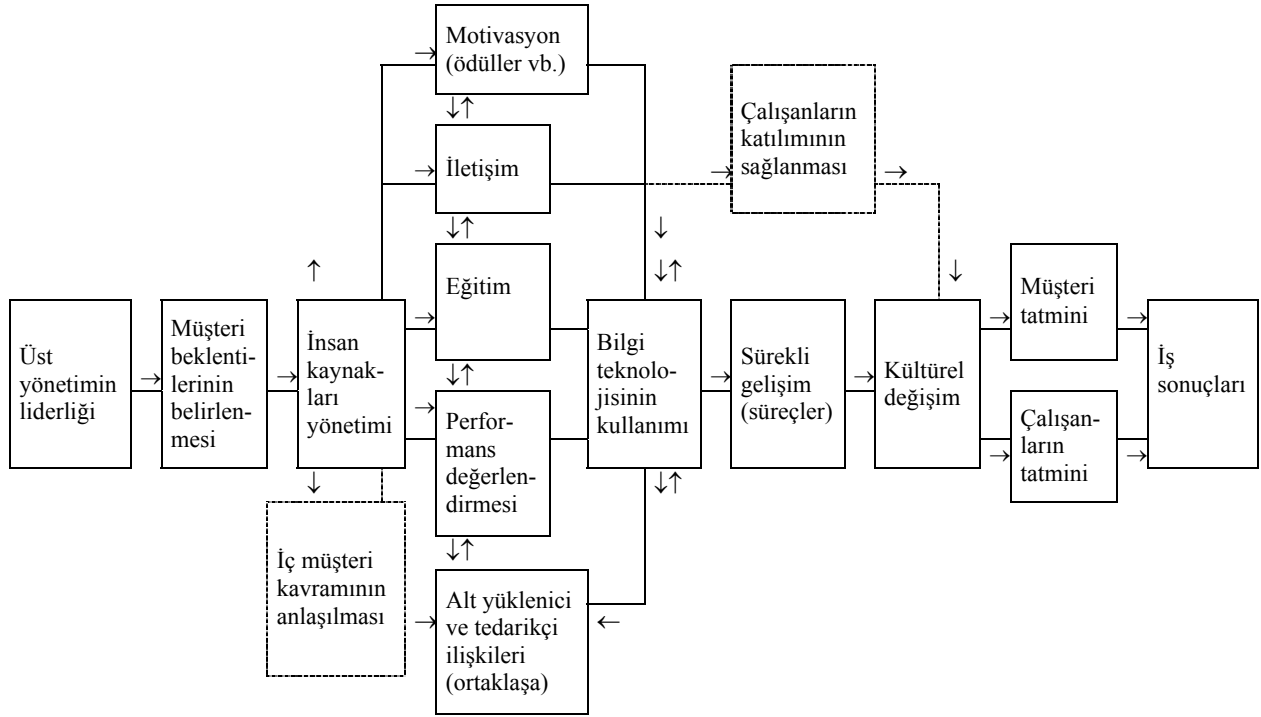 Motivasyon
(ödüller vb.)
İletişim
Eğitim
Perfor-
mans
değerlen-
dirmesi
Alt yüklenici
ve tedarikçi
ilişkileri
(ortaklaşa)
Çalışanların
katılımının
sağlanması
Üst
yönetimin
liderliği
Müşteri
beklenti-
lerinin
belirlen-
mesi
İnsan
kaynak-
ları
yönetimi
İç müşteri
kavramının
anlaşılması
Bilgi
teknolo-
jisinin
kullanımı
Sürekli
gelişim
(süreçler)
Kültürel
değişim
Müşteri
tatmini
Çalışan-
ların
tatmini
İş
sonuçları